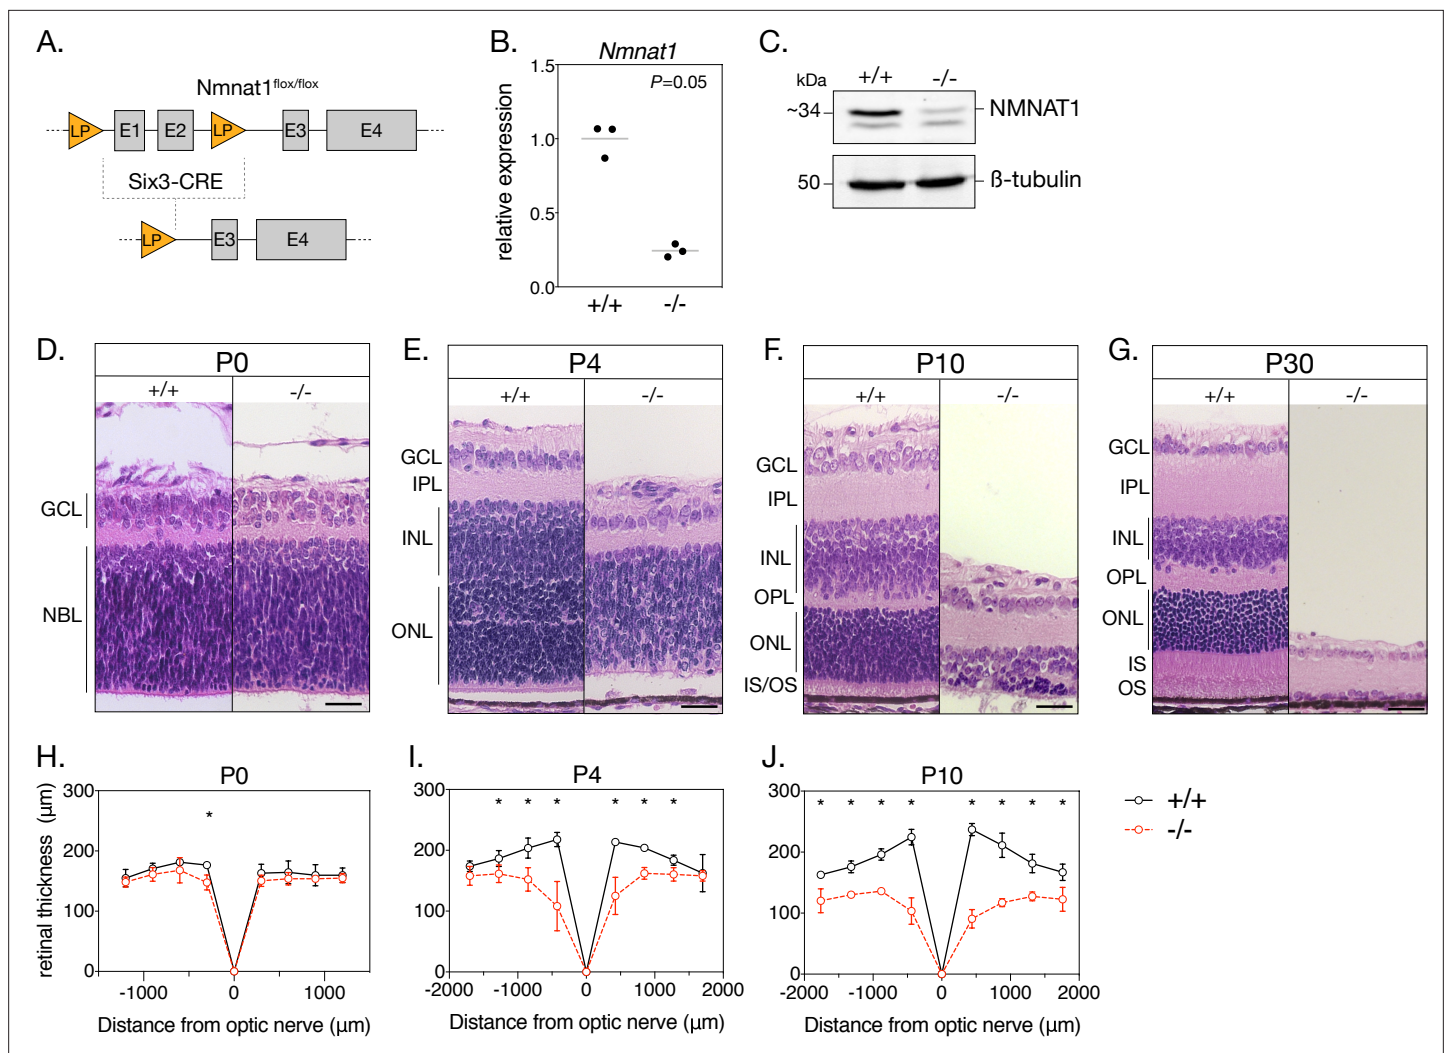 A.
Nmnat1flox/flox
LP E1 E2 LP E3 E4
Six3-CRE
LP E3 E4
B.
Nmnat1
P=0.05
relative expression
1.5
1.0
0.5
0.0
+/+ -/-
C.
kDa +/+ -/-
~34 NMNAT1
50 ß-tubulin
D.
P0
+/+ -/-
GCL
NBL
E.
P4
+/+ -/-
GCL
IPL
INL
ONL
F.
P10
+/+ -/-
GCL
IPL
INL
OPL
ONL
IS/OS
G.
P30
+/+ -/-
GCL
IPL
INL
OPL
ONL
IS
OS
H.
P0
retinal thickness (µm)
300
200
100
0
*
-1000 0 1000
Distance from optic nerve (µm)
I.
P4
300
200
100
0
* * * * * *
-2000 -1000 0 1000 2000
Distance from optic nerve (µm)
J.
P10
300
200
100
0
* * * * * * * *
-2000 -1000 0 1000 2000
Distance from optic nerve (µm)
+/+
-/-